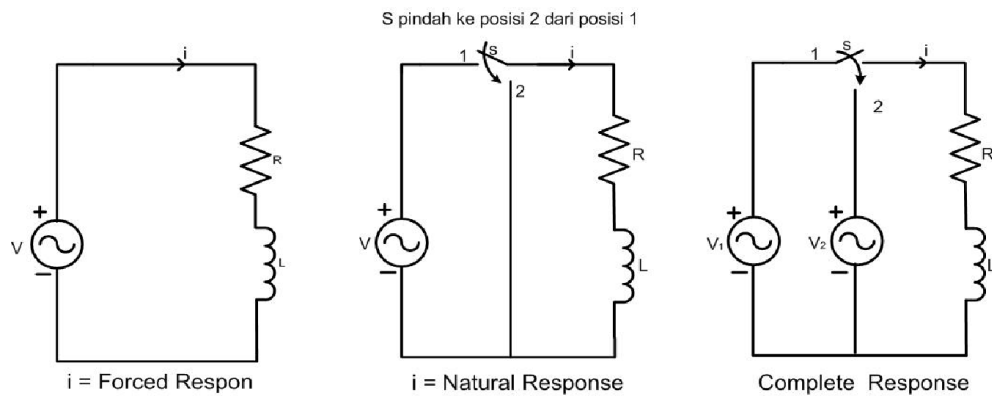 S pindah ke posisi 2 dari posisi 1
i
R
+
V
−
L
i = Forced Respon
1
S
i
2
R
+
V
−
L
i = Natural Response
1
S
i
2
R
+
V₁
−
+
V₂
−
L
Complete Response